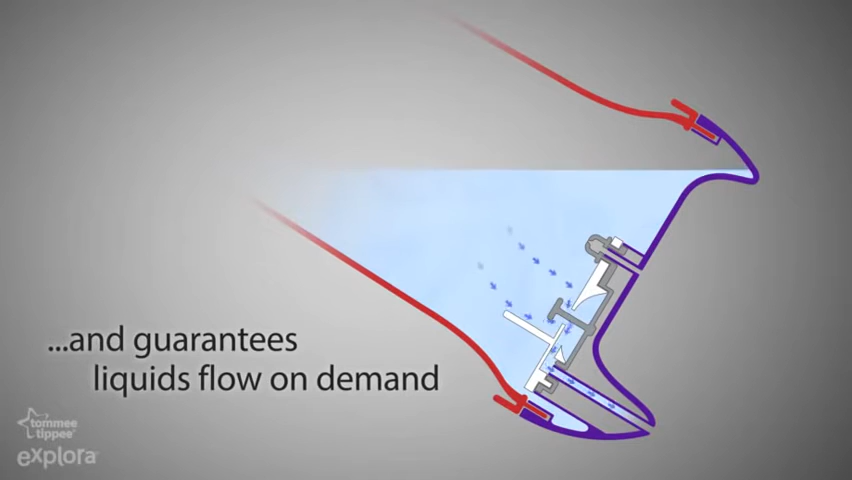 ...and guarantees
liquids flow on demand
tommee
tippee
explora